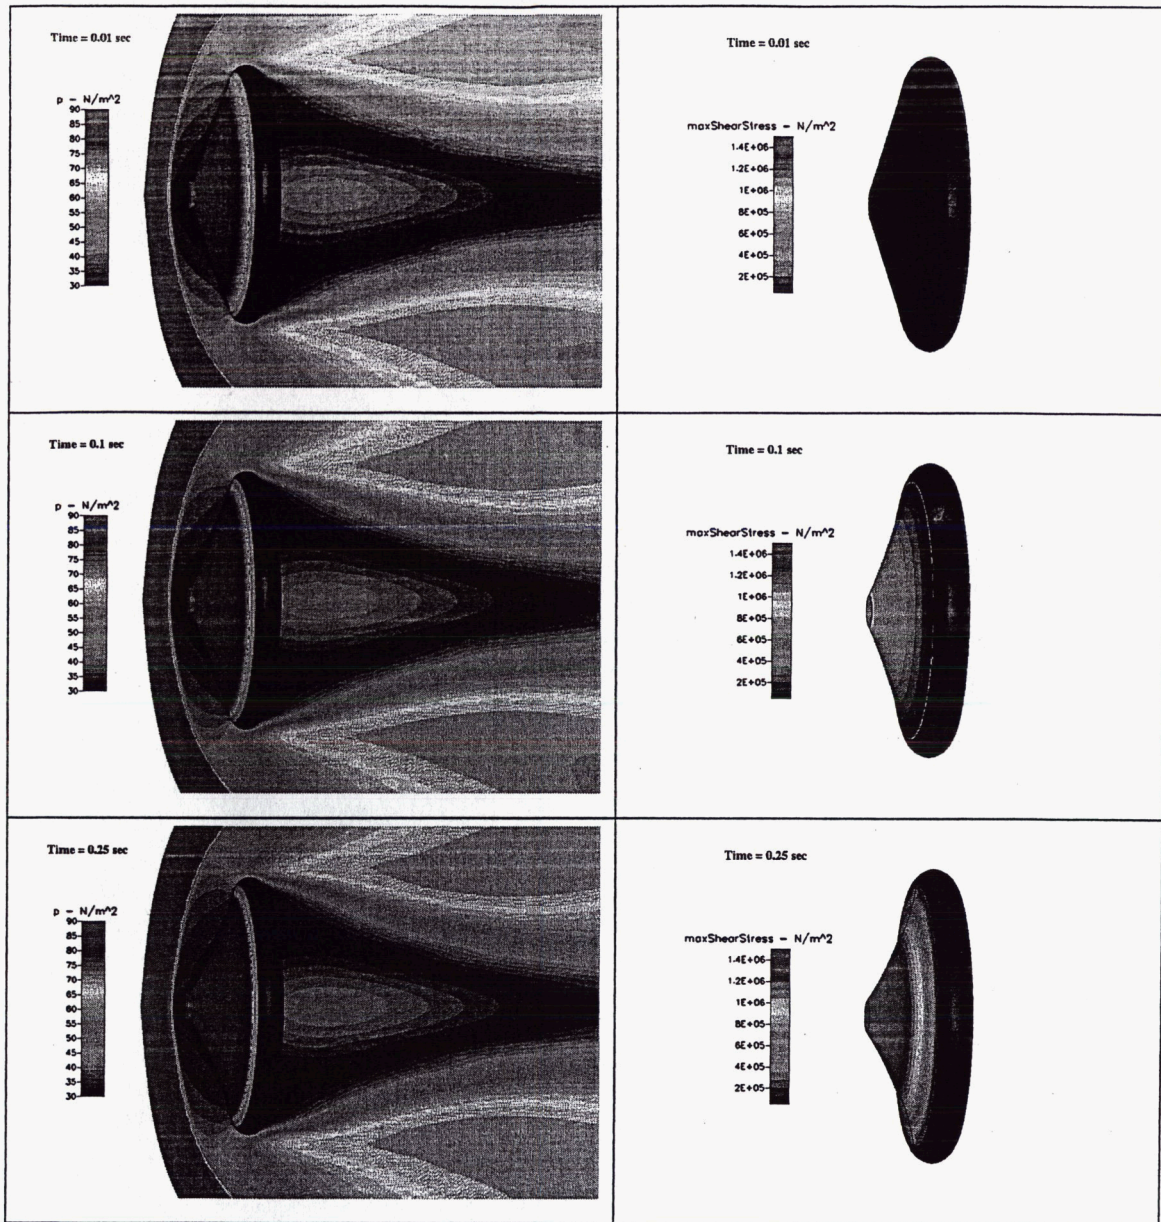 Time = 0.01 sec
p - N/m^2
90
85
80
75
70
65
60
55
50
45
40
35
30
Time = 0.01 sec
maxShearStress - N/m^2
1.4E+06
1.2E+06
1E+06
8E+05
6E+05
4E+05
2E+05
Time = 0.1 sec
p - N/m^2
90
85
80
75
70
65
60
55
50
45
40
35
30
Time = 0.1 sec
maxShearStress - N/m^2
1.4E+06
1.2E+06
1E+06
8E+05
6E+05
4E+05
2E+05
Time = 0.25 sec
p - N/m^2
90
85
80
75
70
65
60
55
50
45
40
35
30
Time = 0.25 sec
maxShearStress - N/m^2
1.4E+06
1.2E+06
1E+06
8E+05
6E+05
4E+05
2E+05